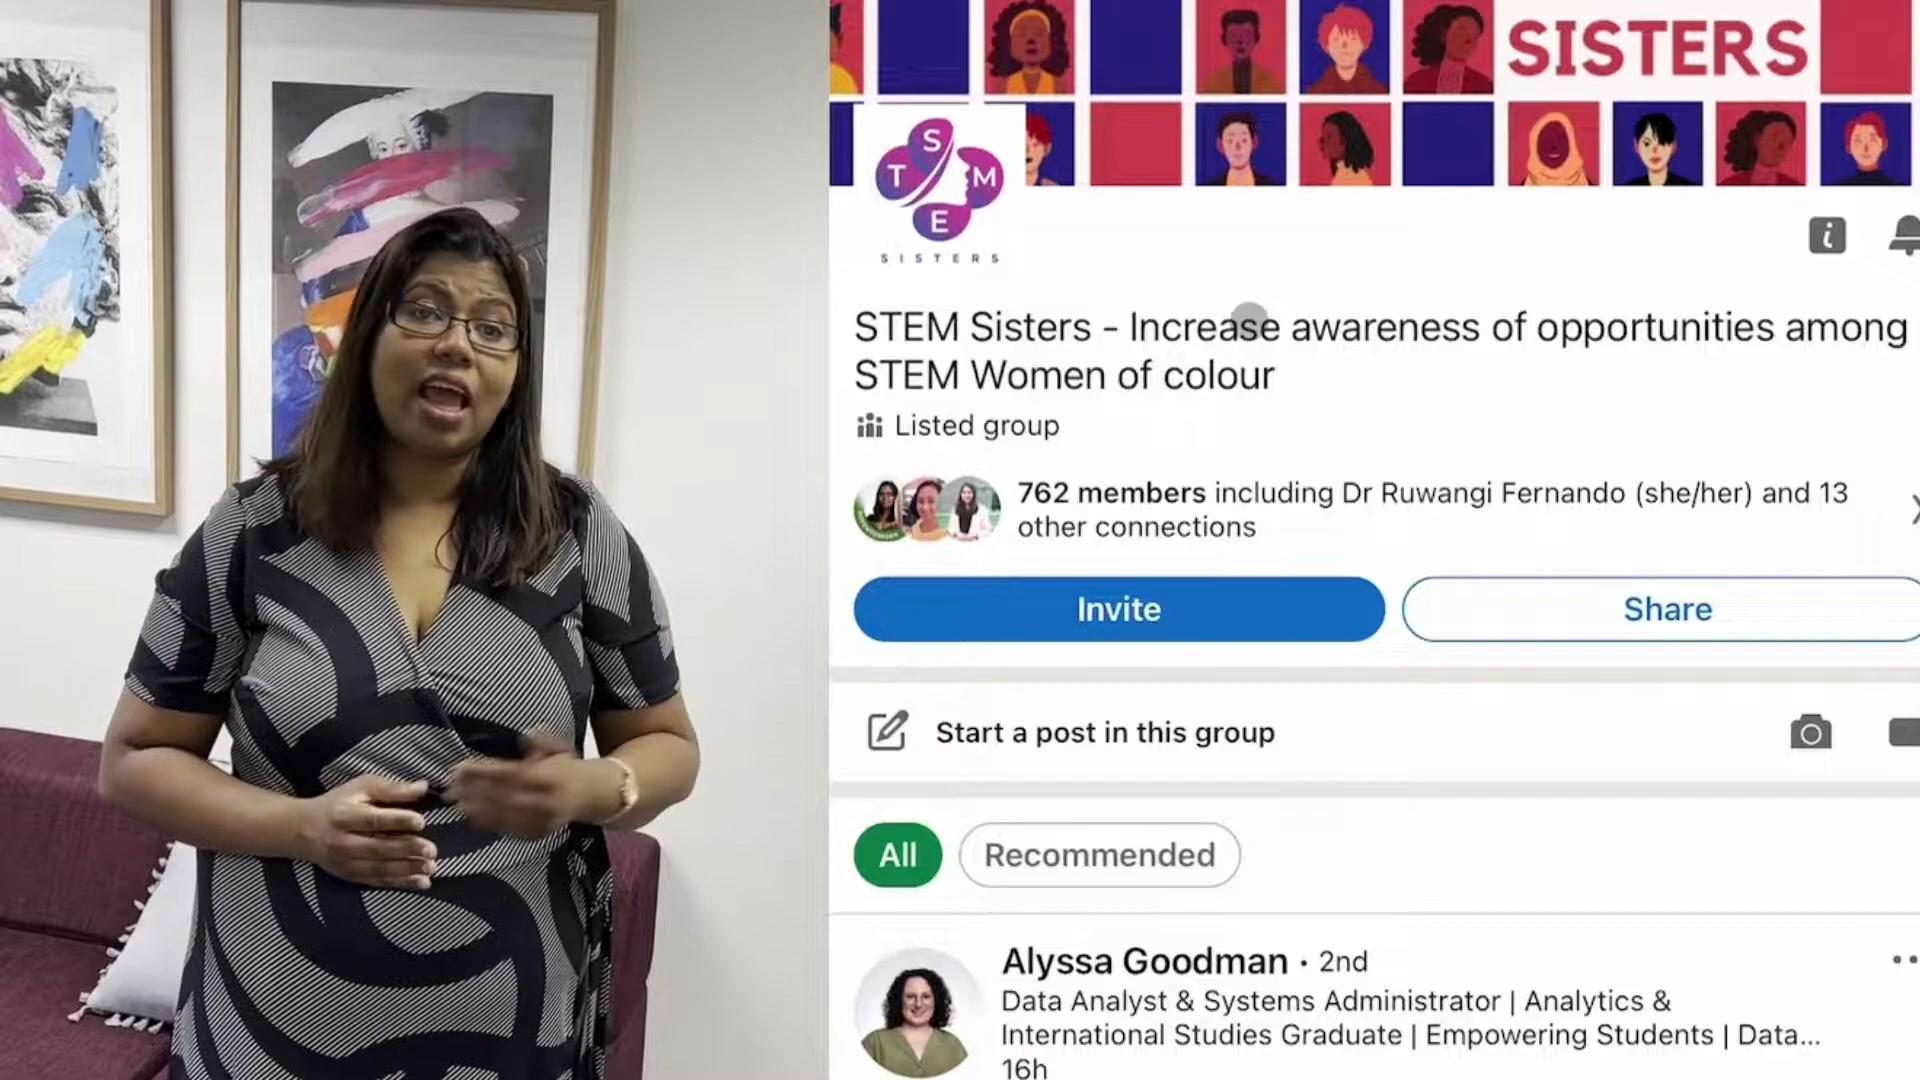 SISTERS
S
T M
E
SISTERS
STEM Sisters - Increase awareness of opportunities among
STEM Women of colour
Listed group
762 members including Dr Ruwangi Fernando (she/her) and 13
other connections
Invite
Share
Start a post in this group
All
Recommended
Alyssa Goodman • 2nd
Data Analyst & Systems Administrator | Analytics &
International Studies Graduate | Empowering Students | Data...
16h